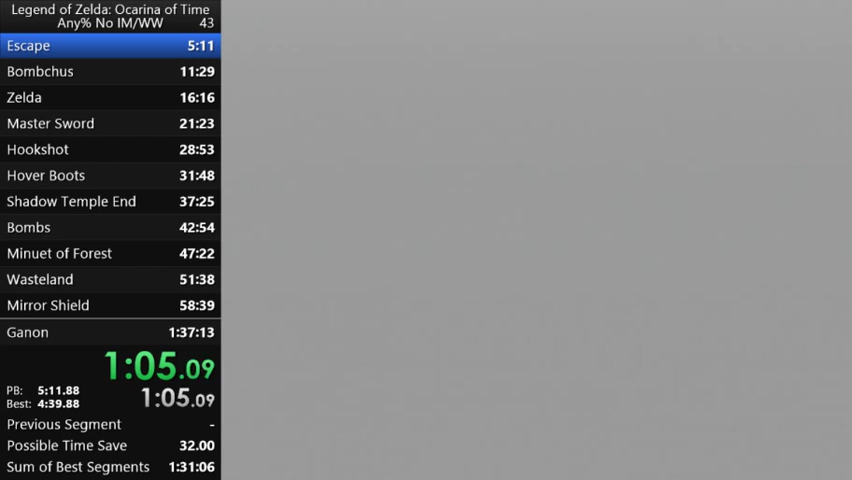 Legend of Zelda: Ocarina of Time
Any% No IM/WW 43
Escape 5:11
Bombchus 11:29
Zelda 16:16
Master Sword 21:23
Hookshot 28:53
Hover Boots 31:48
Shadow Temple End 37:25
Bombs 42:54
Minuet of Forest 47:22
Wasteland 51:38
Mirror Shield 58:39
Ganon 1:37:13
1:05.09
PB: 5:11.88
Best: 4:39.88
1:05.09
Previous Segment -
Possible Time Save 32.00
Sum of Best Segments 1:31:06